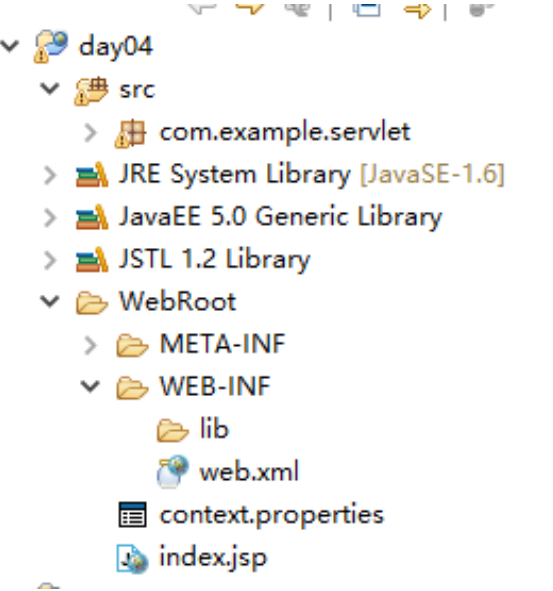 day04
src
com.example.servlet
JRE System Library [JavaSE-1.6]
JavaEE 5.0 Generic Library
JSTL 1.2 Library
WebRoot
META-INF
WEB-INF
lib
web.xml
context.properties
index.jsp